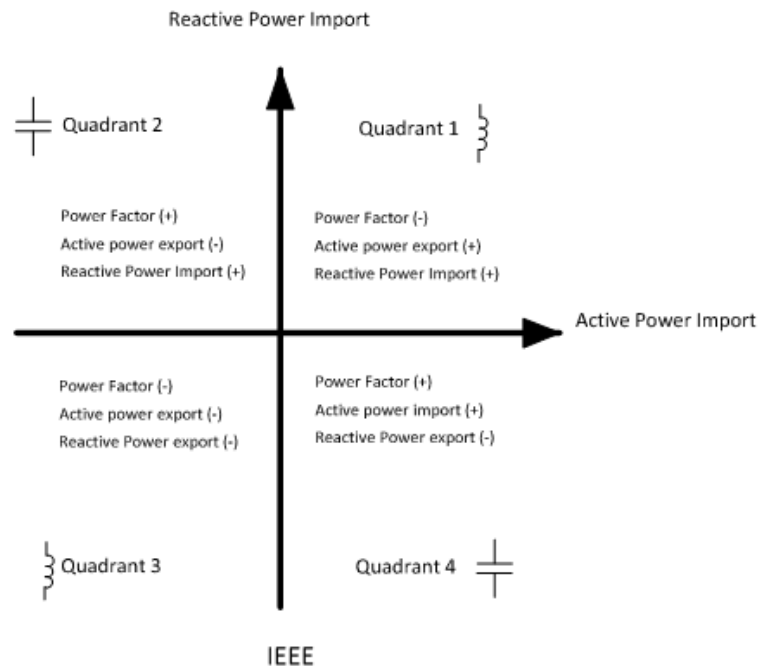 Reactive Power Import
Quadrant 2
Quadrant 1
Power Factor (+)
Active power export (-)
Reactive Power Import (+)
Power Factor (-)
Active power export (+)
Reactive Power Import (+)
Active Power Import
Power Factor (-)
Active power export (-)
Reactive Power export (-)
Power Factor (+)
Active power import (+)
Reactive Power export (-)
Quadrant 3
Quadrant 4
IEEE